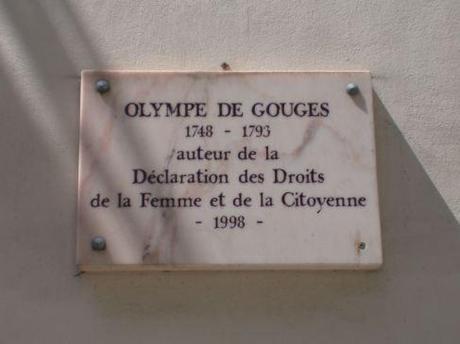 OLYMPE DE GOUGES
1748 - 1793
auteur de la
Déclaration des Droits
de la Femme et de la Citoyenne
- 1998 -